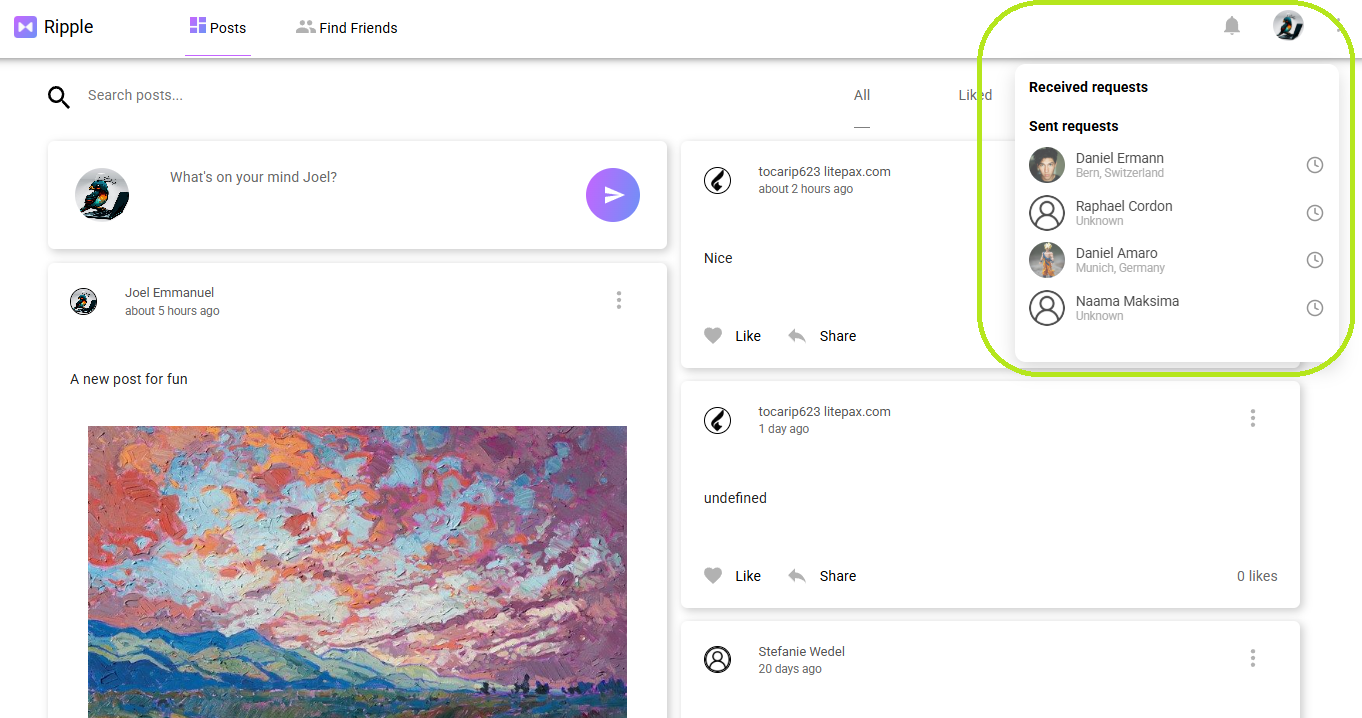 Ripple
Posts
Find Friends
Search posts...
All
Liked
Received requests
Sent requests
Daniel Ermann
Bern, Switzerland
Raphael Cordon
Unknown
Daniel Amaro
Munich, Germany
Naama Maksima
Unknown
What's on your mind Joel?
Joel Emmanuel
about 5 hours ago
A new post for fun
tocarip623 litepax.com
about 2 hours ago
Nice
Like
Share
tocarip623 litepax.com
1 day ago
undefined
Like
Share
0 likes
Stefanie Wedel
20 days ago